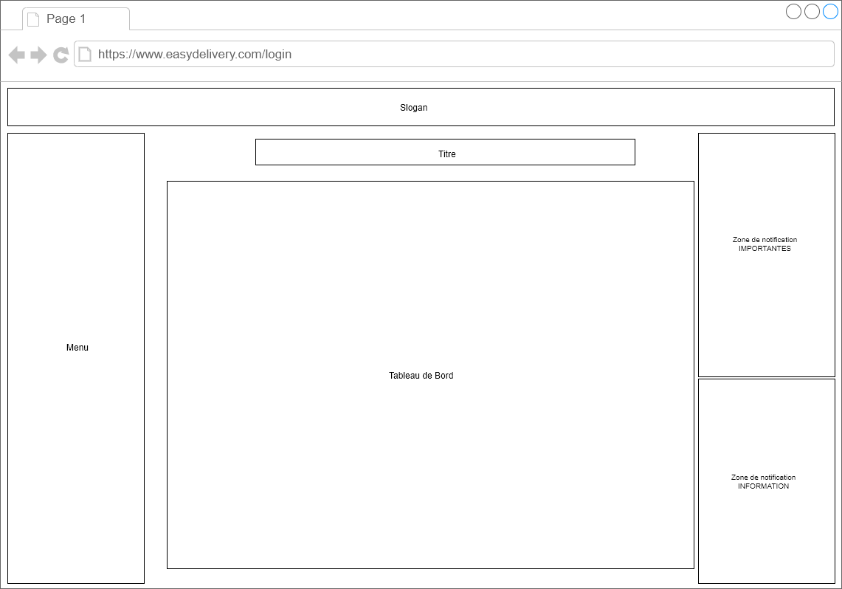 Page 1
https://www.easydelivery.com/login
Slogan
Titre
Zone de notification
IMPORTANTES
Menu
Tableau de Bord
Zone de notification
INFORMATION